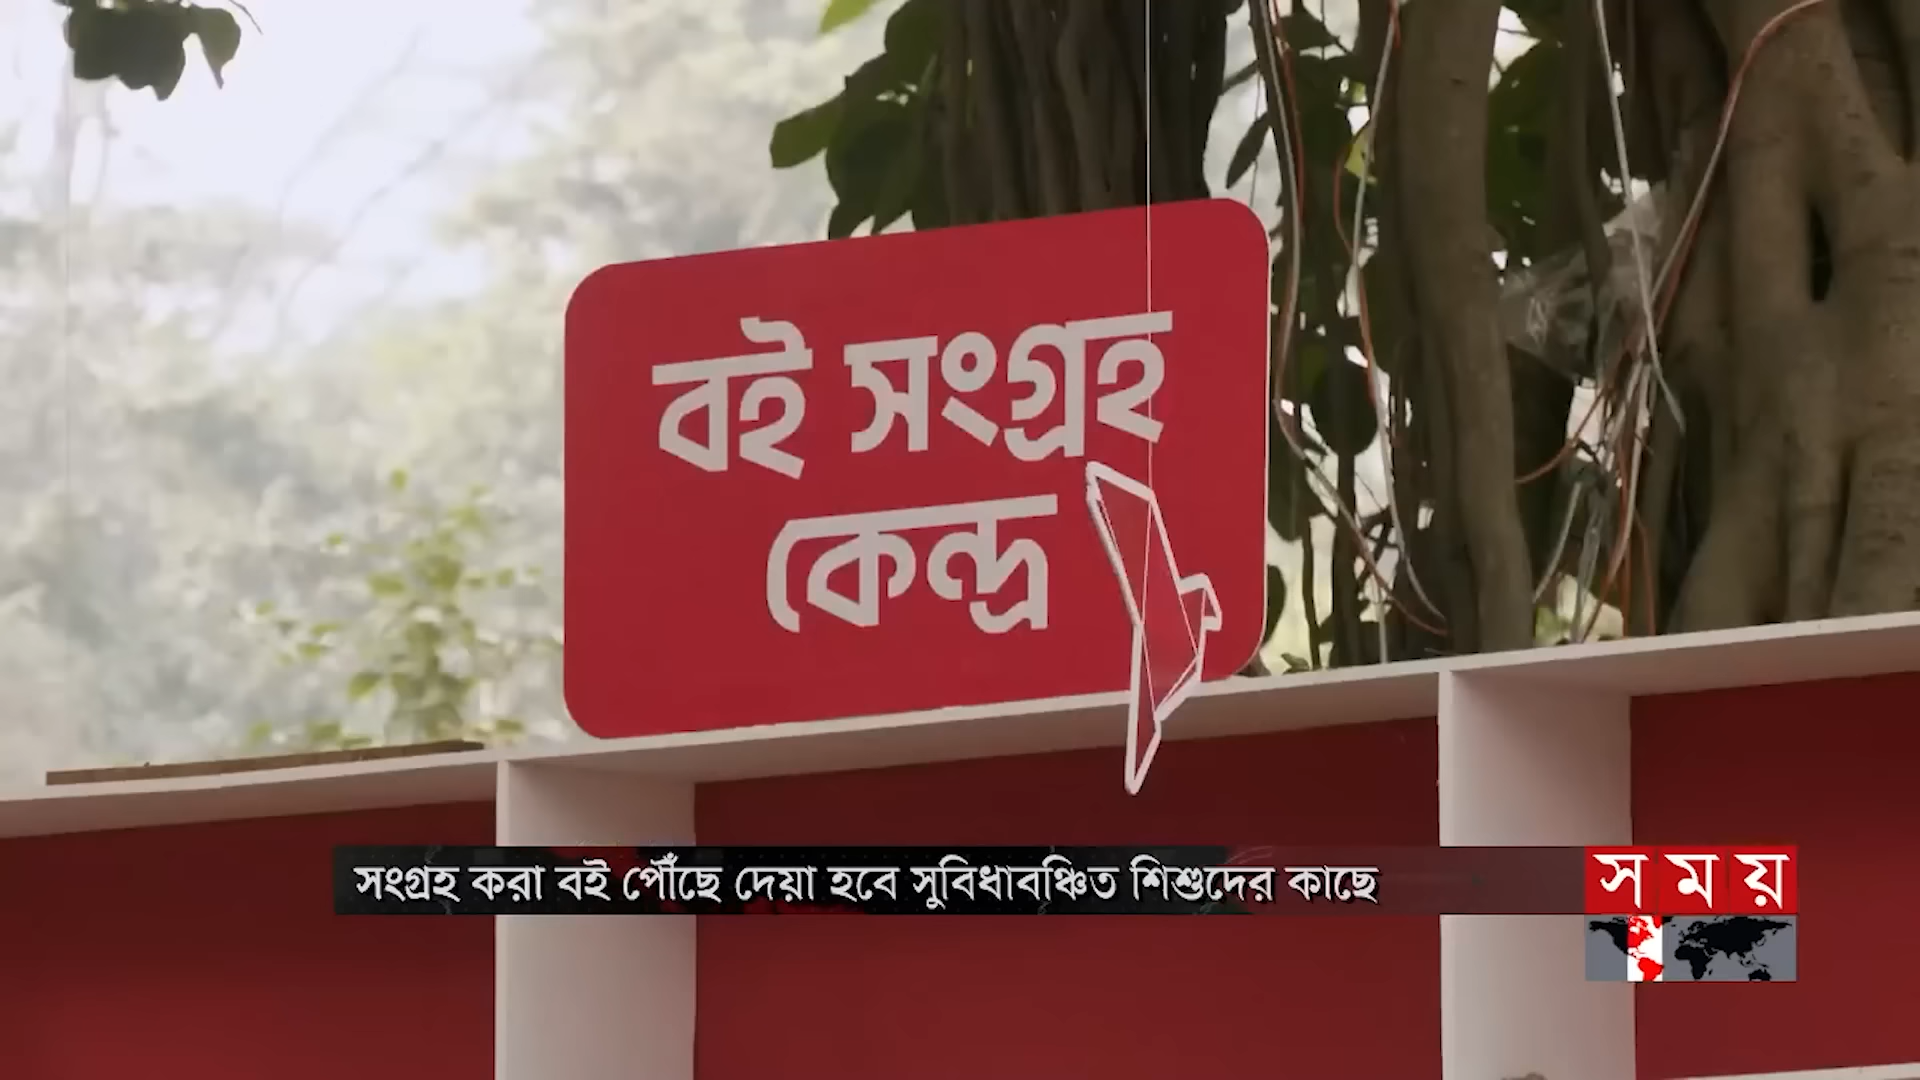 বই সংগ্রহ
কেন্দ্র
সংগ্রহ করা বই পৌঁছে দেয়া হবে সুবিধাবঞ্চিত শিশুদের কাছে
সময়